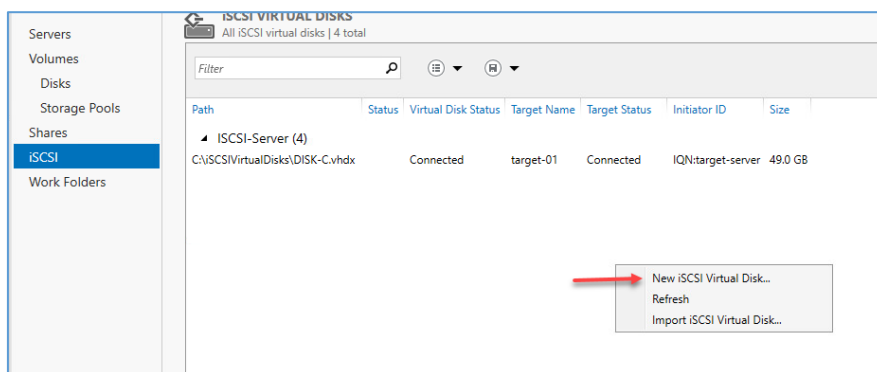 iSCSI VIRTUAL DISKS
All iSCSI virtual disks | 4 total
Servers
Volumes
Disks
Storage Pools
Shares
iSCSI
Work Folders
Filter
Path Status Virtual Disk Status Target Name Target Status Initiator ID Size
ISCSI-Server (4)
C:\iSCSIVirtualDisks\DISK-C.vhdx Connected target-01 Connected IQN:target-server 49.0 GB
New iSCSI Virtual Disk...
Refresh
Import iSCSI Virtual Disk...